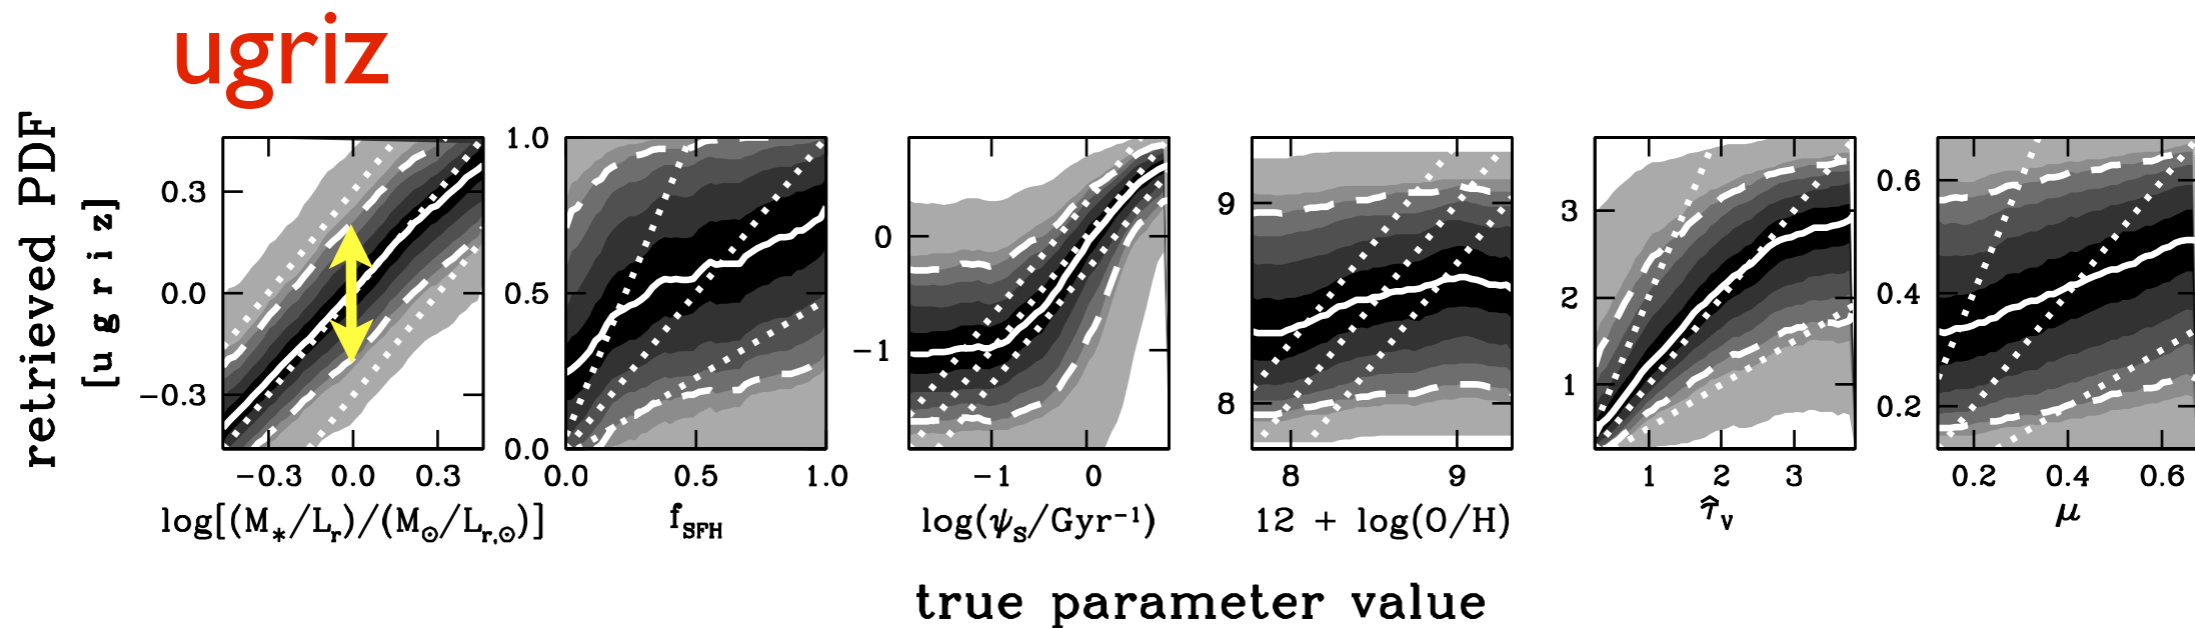 ugriz
retrieved PDF
[u g r i z]
0.3
0.0
−0.3
−0.3 0.0 0.3
log[(M*/Lr)/(M⊙/Lr,⊙)]
1.0
0.5
0.0
0.0 0.5 1.0
fSFH
0
−1
−1 0
log(ψS/Gyr⁻¹)
9
8
8 9
12 + log(O/H)
3
2
1
1 2 3
τ̂V
0.6
0.4
0.2
0.2 0.4 0.6
μ
true parameter value